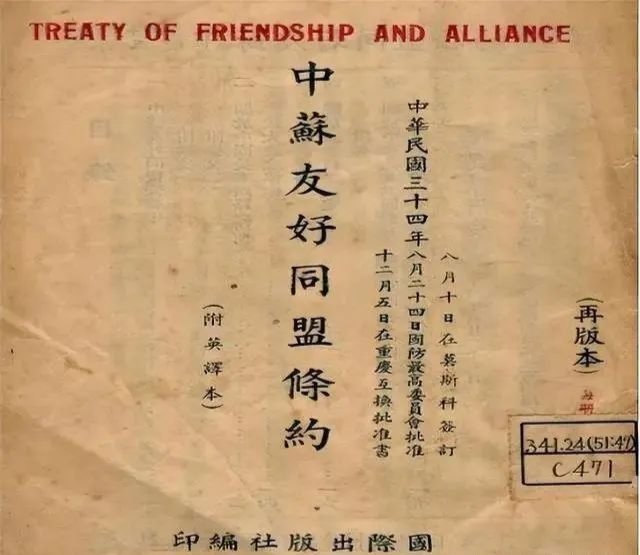 TREATY OF FRIENDSHIP AND ALLIANCE
(再版本)
八月十日在莫斯科簽訂
中華民國三十四年八月二十四日國防最高委員會批准
十二月五日在重慶互換批准書
中蘇友好同盟條約
(附英譯本)
341.24(51:47)
C471
國際出版社編印